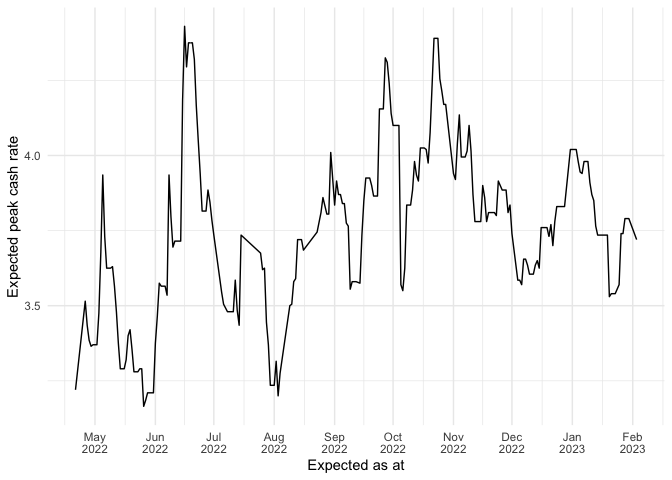 Expected peak cash rate
4.0
3.5
May Jun Jul Aug Sep Oct Nov Dec Jan Feb
2022 2022 2022 2022 2022 2022 2022 2022 2023 2023
Expected as at